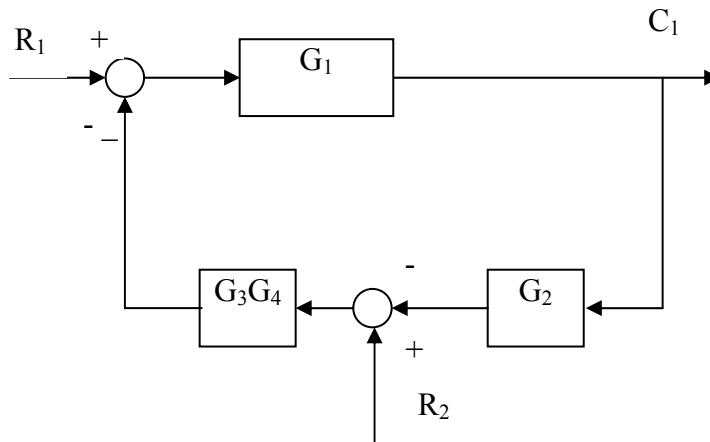 R₁
+
G₁
C₁
-
–
G₃G₄
-
G₂
+
R₂